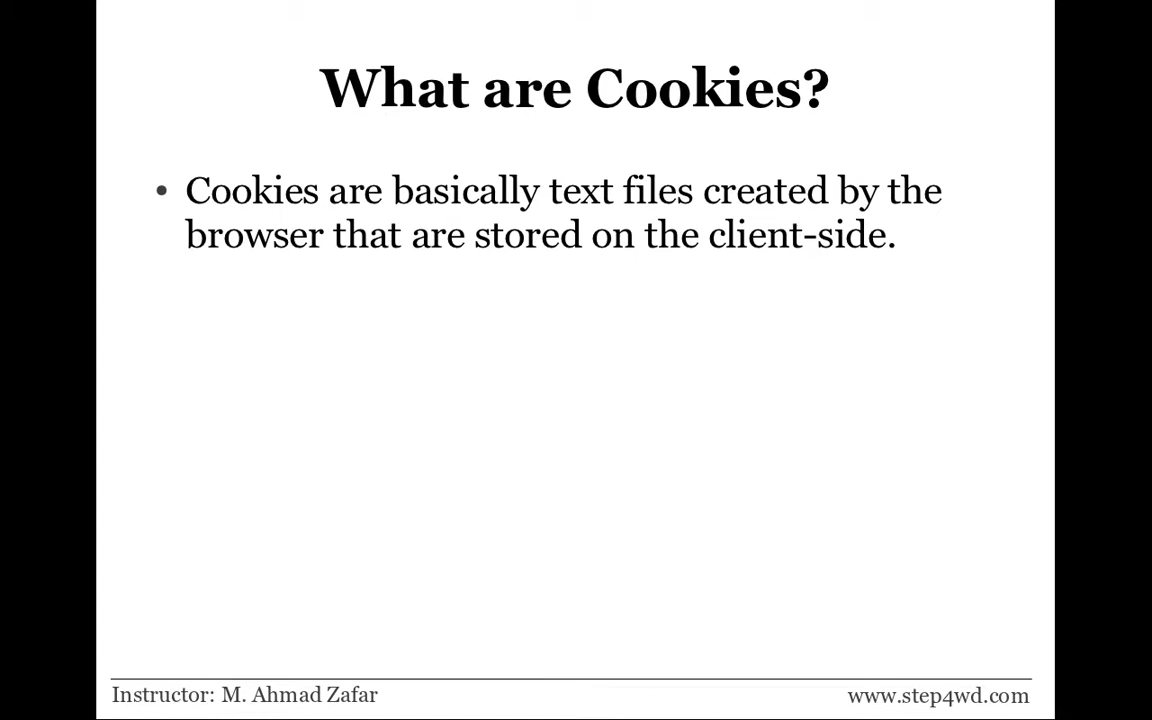 What are Cookies?
• Cookies are basically text files created by the
browser that are stored on the client-side.
Instructor: M. Ahmad Zafar
www.step4wd.com